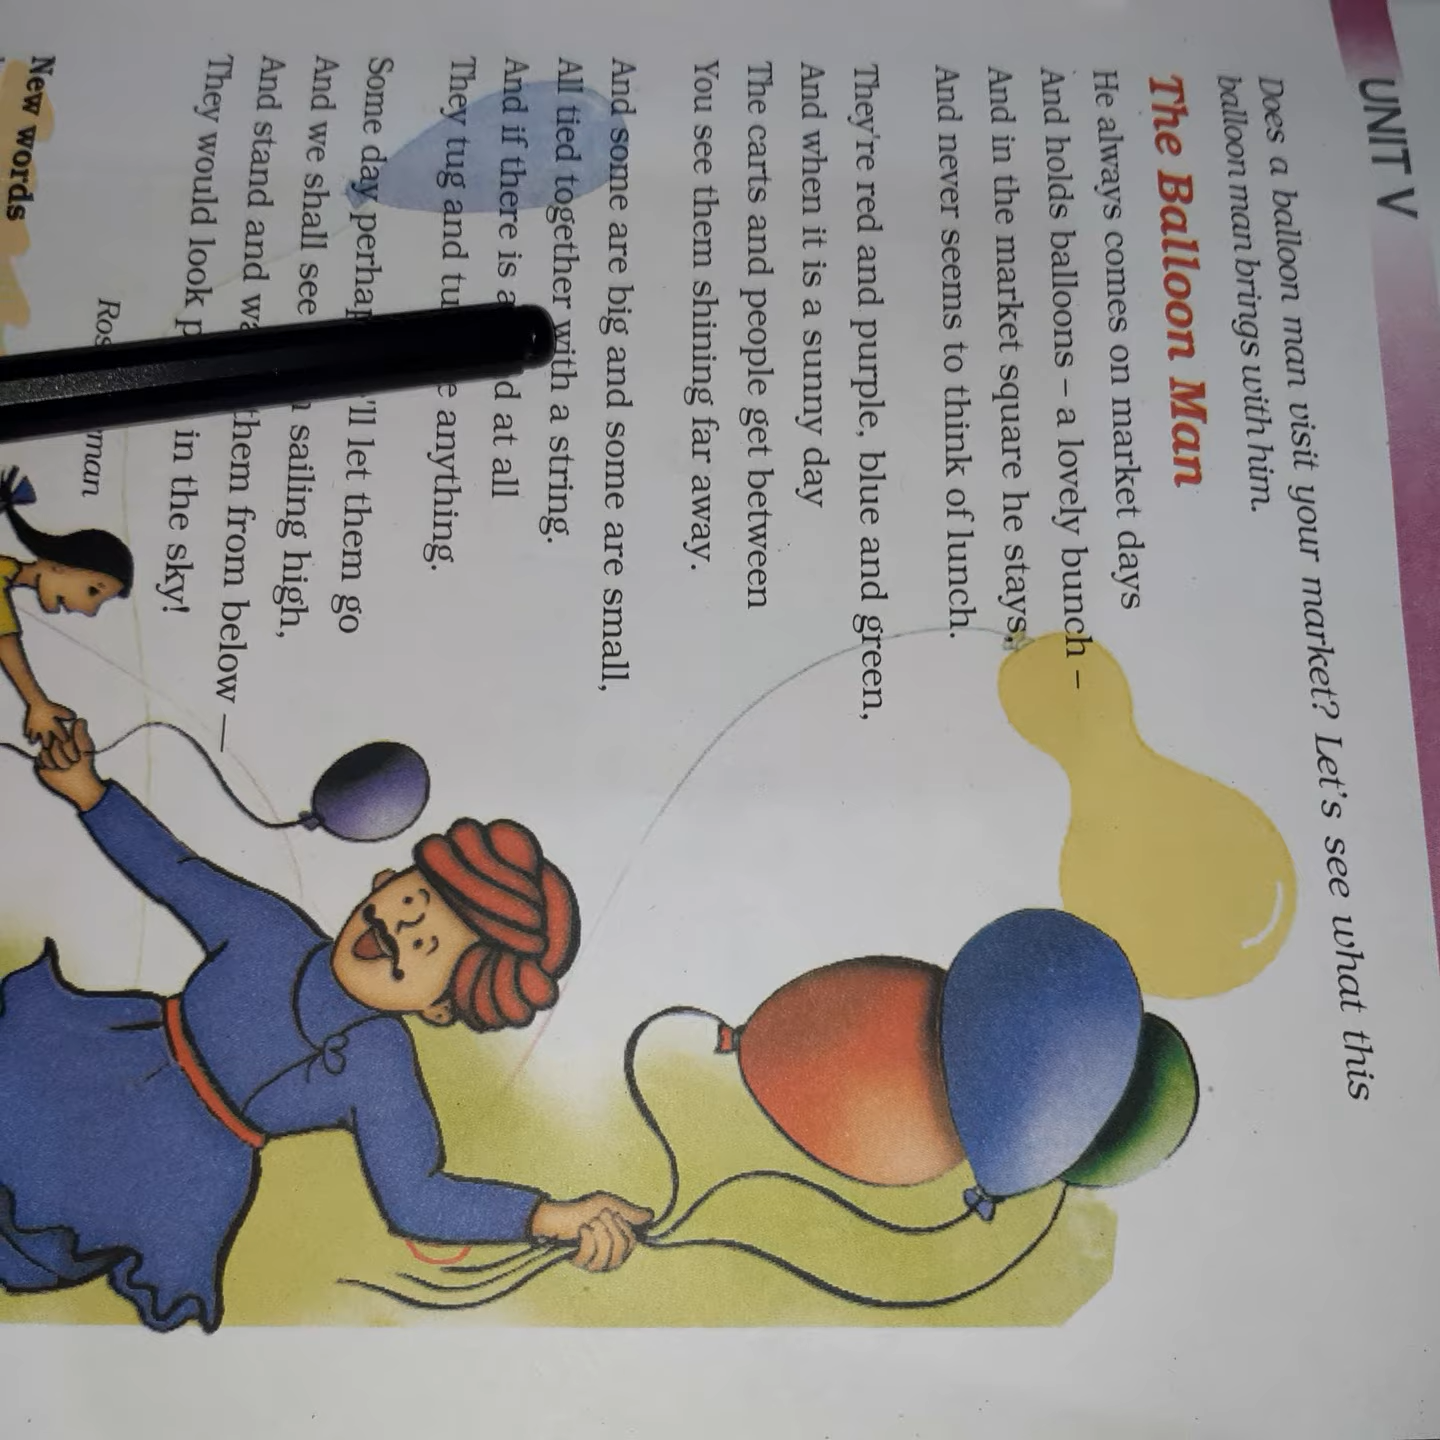 UNIT V
Does a balloon man visit your market? Let's see what this
balloon man brings with him.
The Balloon Man
He always comes on market days
And holds balloons – a lovely bunch –
And in the market square he stays,
And never seems to think of lunch.
They're red and purple, blue and green,
And when it is a sunny day
The carts and people get between
You see them shining far away.
And some are big and some are small,
All tied together with a string.
And if there is at all
They tug and anything.
Some day 'll let them go
And we shall see sailing high,
And stand and them from below —
They would look in the sky!
New words